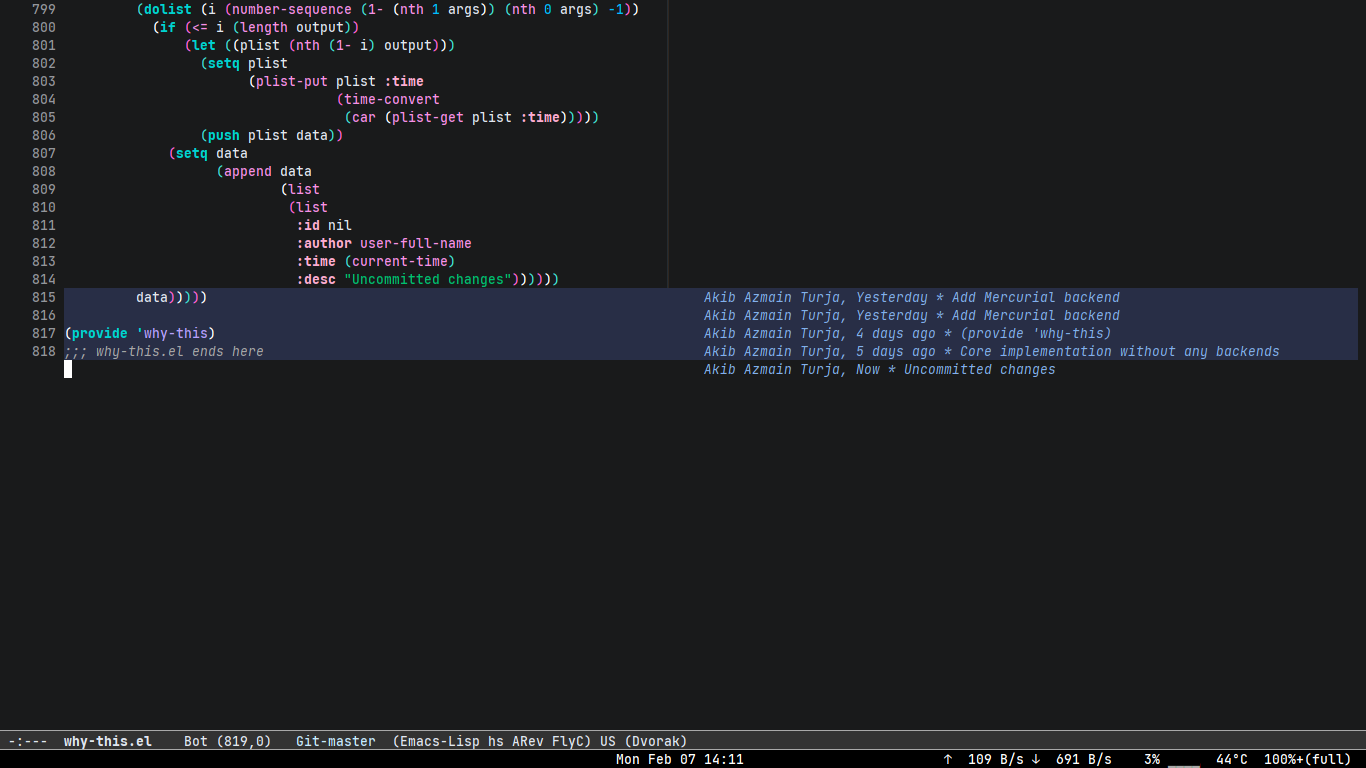 799          (dolist (i (number-sequence (1- (nth 1 args)) (nth 0 args) -1))
800            (if (<= i (length output))
801                (let ((plist (nth (1- i) output)))
802                  (setq plist
803                        (plist-put plist :time
804                                   (time-convert
805                                    (car (plist-get plist :time)))))
806                  (push plist data))
807              (setq data
808                    (append data
809                            (list
810                             (list
811                              :id nil
812                              :author user-full-name
813                              :time (current-time)
814                              :desc "Uncommitted changes"))))))
815          data)))))    Akib Azmain Turja, Yesterday * Add Mercurial backend
816    Akib Azmain Turja, Yesterday * Add Mercurial backend
817 (provide 'why-this)    Akib Azmain Turja, 4 days ago * (provide 'why-this)
818 ;;; why-this.el ends here    Akib Azmain Turja, 5 days ago * Core implementation without any backends
Akib Azmain Turja, Now * Uncommitted changes
-:---  why-this.el    Bot (819,0)   Git-master  (Emacs-Lisp hs ARev FlyC) US (Dvorak)
Mon Feb 07 14:11    ↑ 109 B/s ↓ 691 B/s    3% ____  44°C  100%+(full)